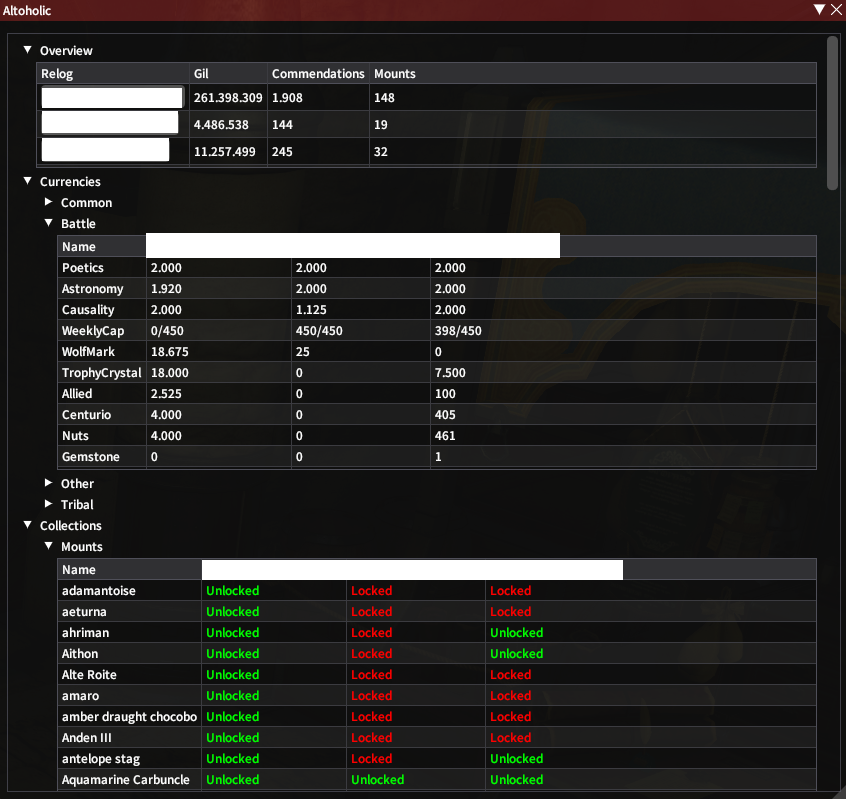 Altoholic
Overview
Relog Gil Commendations Mounts
261.398.309 1.908 148
4.486.538 144 19
11.257.499 245 32
Currencies
Common
Battle
Name
Poetics 2.000 2.000 2.000
Astronomy 1.920 2.000 2.000
Causality 2.000 1.125 2.000
WeeklyCap 0/450 450/450 398/450
WolfMark 18.675 25 0
TrophyCrystal 18.000 0 7.500
Allied 2.525 0 100
Centurio 4.000 0 405
Nuts 4.000 0 461
Gemstone 0 0 1
Other
Tribal
Collections
Mounts
Name
adamantoise Unlocked Locked Locked
aeturna Unlocked Locked Locked
ahriman Unlocked Locked Unlocked
Aithon Unlocked Locked Unlocked
Alte Roite Unlocked Locked Locked
amaro Unlocked Locked Locked
amber draught chocobo Unlocked Locked Locked
Anden III Unlocked Locked Locked
antelope stag Unlocked Locked Unlocked
Aquamarine Carbuncle Unlocked Unlocked Unlocked